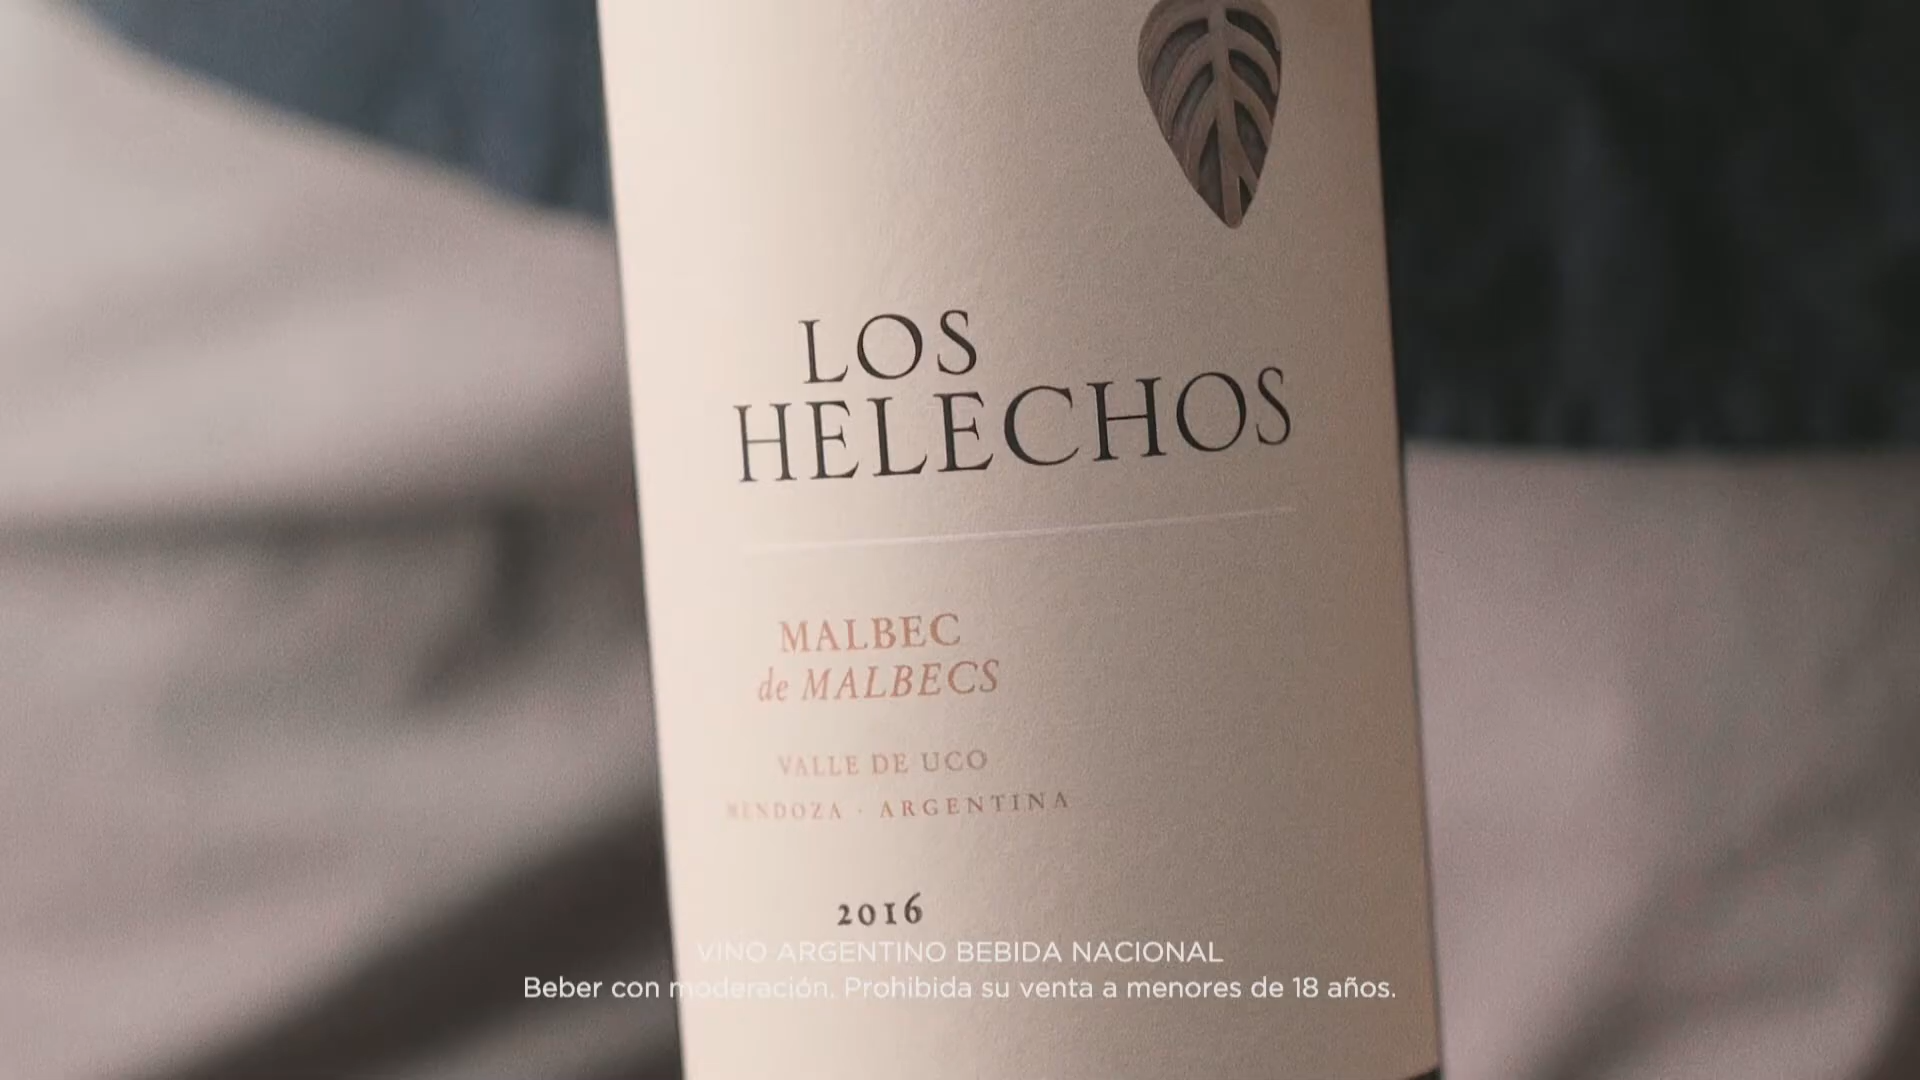 LOS
HELECHOS
MALBEC
de MALBECS
VALLE DE UCO
MENDOZA · ARGENTINA
2016
VINO ARGENTINO BEBIDA NACIONAL
Beber con moderación. Prohibida su venta a menores de 18 años.